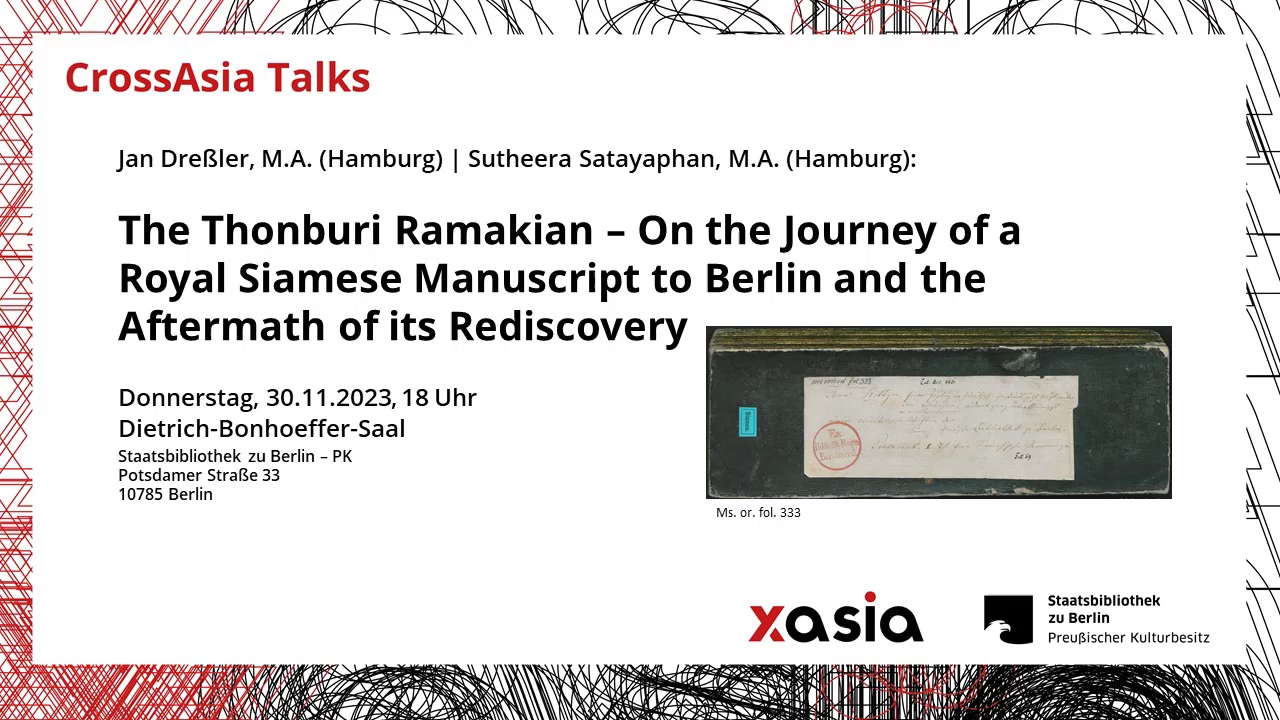 CrossAsia Talks
Jan Dreßler, M.A. (Hamburg) | Sutheera Satayaphan, M.A. (Hamburg):
The Thonburi Ramakian – On the Journey of a
Royal Siamese Manuscript to Berlin and the
Aftermath of its Rediscovery
Donnerstag, 30.11.2023, 18 Uhr
Dietrich-Bonhoeffer-Saal
Staatsbibliothek zu Berlin – PK
Potsdamer Straße 33
10785 Berlin
Ms. or. fol. 333
xasia
Staatsbibliothek
zu Berlin
Preußischer Kulturbesitz